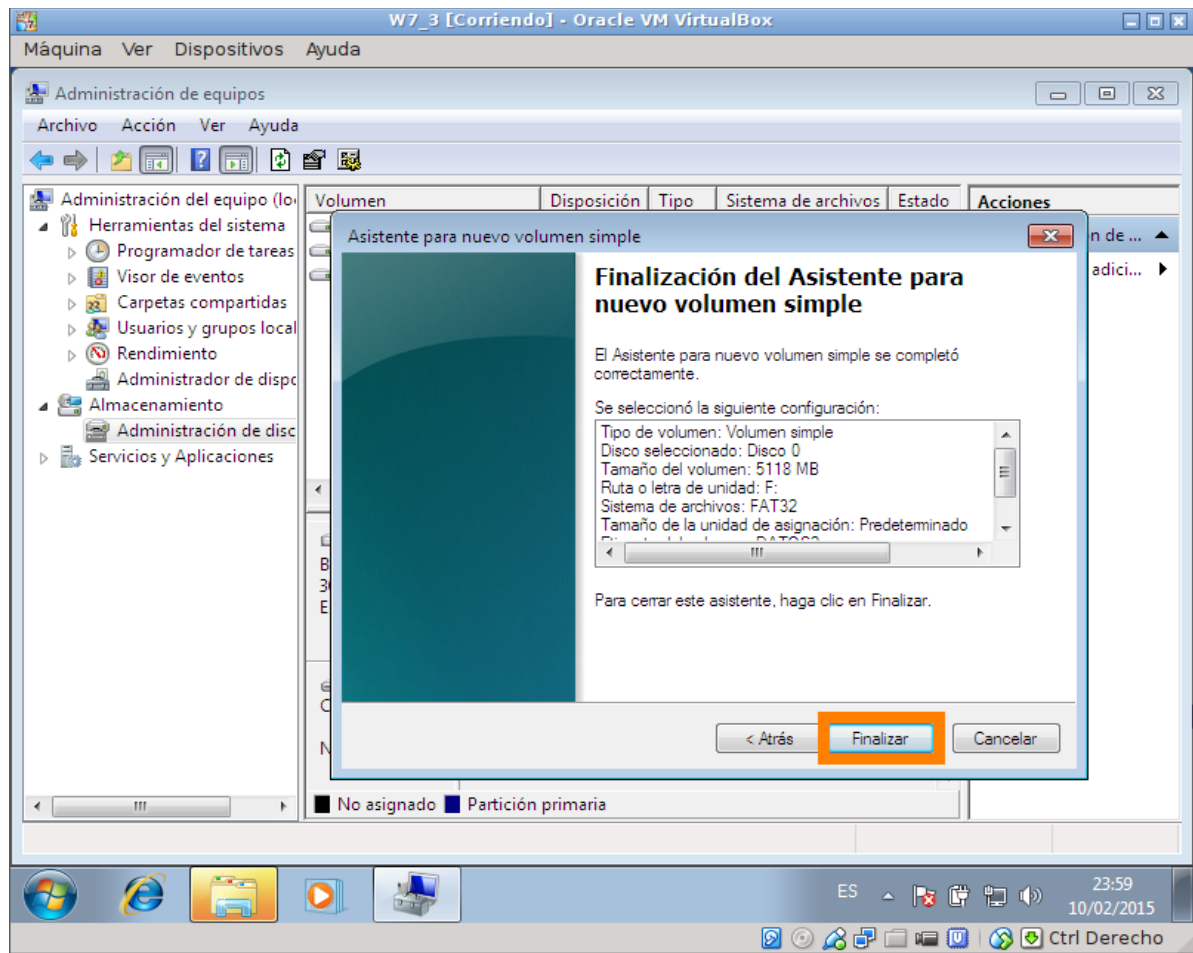 W7_3 [Corriendo] - Oracle VM VirtualBox
Máquina Ver Dispositivos Ayuda
Administración de equipos
Archivo Acción Ver Ayuda
Administración del equipo (lo
Herramientas del sistema
Programador de tareas
Visor de eventos
Carpetas compartidas
Usuarios y grupos local
Rendimiento
Administrador de dispo
Almacenamiento
Administración de disc
Servicios y Aplicaciones
Volumen Disposición Tipo Sistema de archivos Estado
Acciones
n de ...
adici...
Asistente para nuevo volumen simple
Finalización del Asistente para
nuevo volumen simple
El Asistente para nuevo volumen simple se completó
correctamente.
Se seleccionó la siguiente configuración:
Tipo de volumen: Volumen simple
Disco seleccionado: Disco 0
Tamaño del volumen: 5118 MB
Ruta o letra de unidad: F:
Sistema de archivos: FAT32
Tamaño de la unidad de asignación: Predeterminado
Para cerrar este asistente, haga clic en Finalizar.
< Atrás Finalizar Cancelar
B
E
N
No asignado Partición primaria
ES
23:59
10/02/2015
Ctrl Derecho